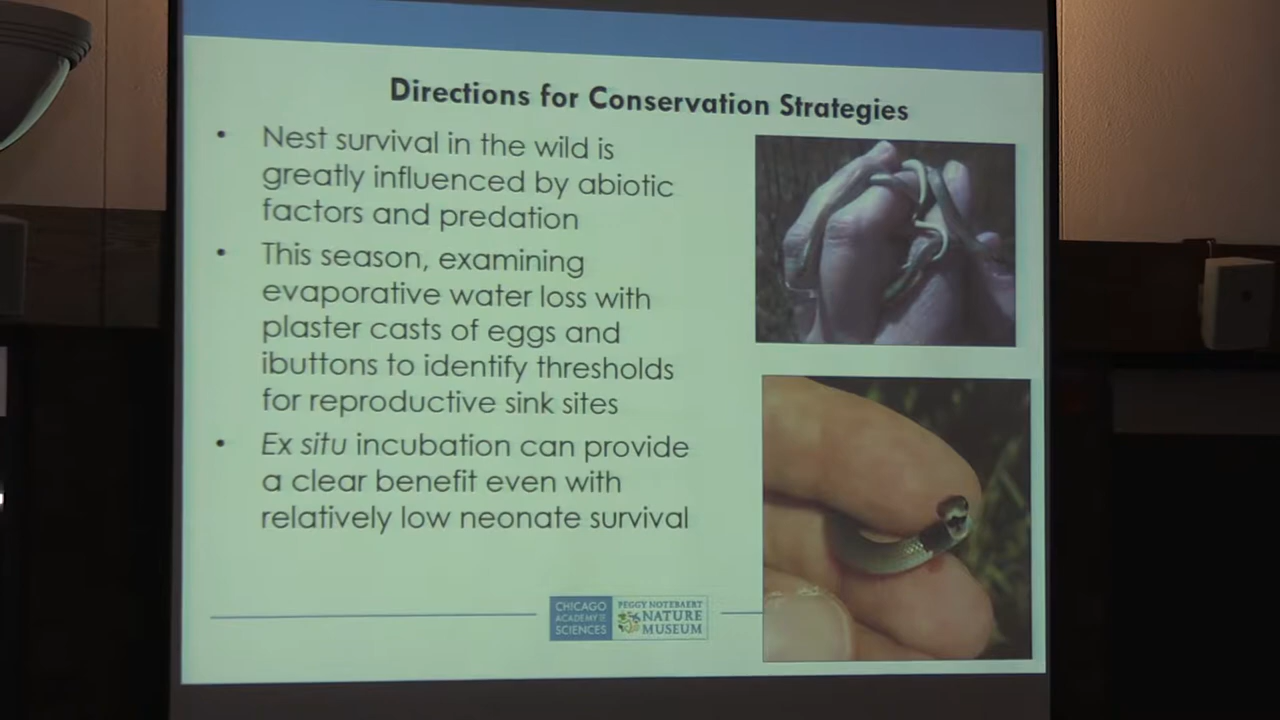 Directions for Conservation Strategies
• Nest survival in the wild is
greatly influenced by abiotic
factors and predation
• This season, examining
evaporative water loss with
plaster casts of eggs and
ibuttons to identify thresholds
for reproductive sink sites
• Ex situ incubation can provide
a clear benefit even with
relatively low neonate survival
CHICAGO
ACADEMY OF
SCIENCES
PEGGY NOTEBAERT
NATURE
MUSEUM